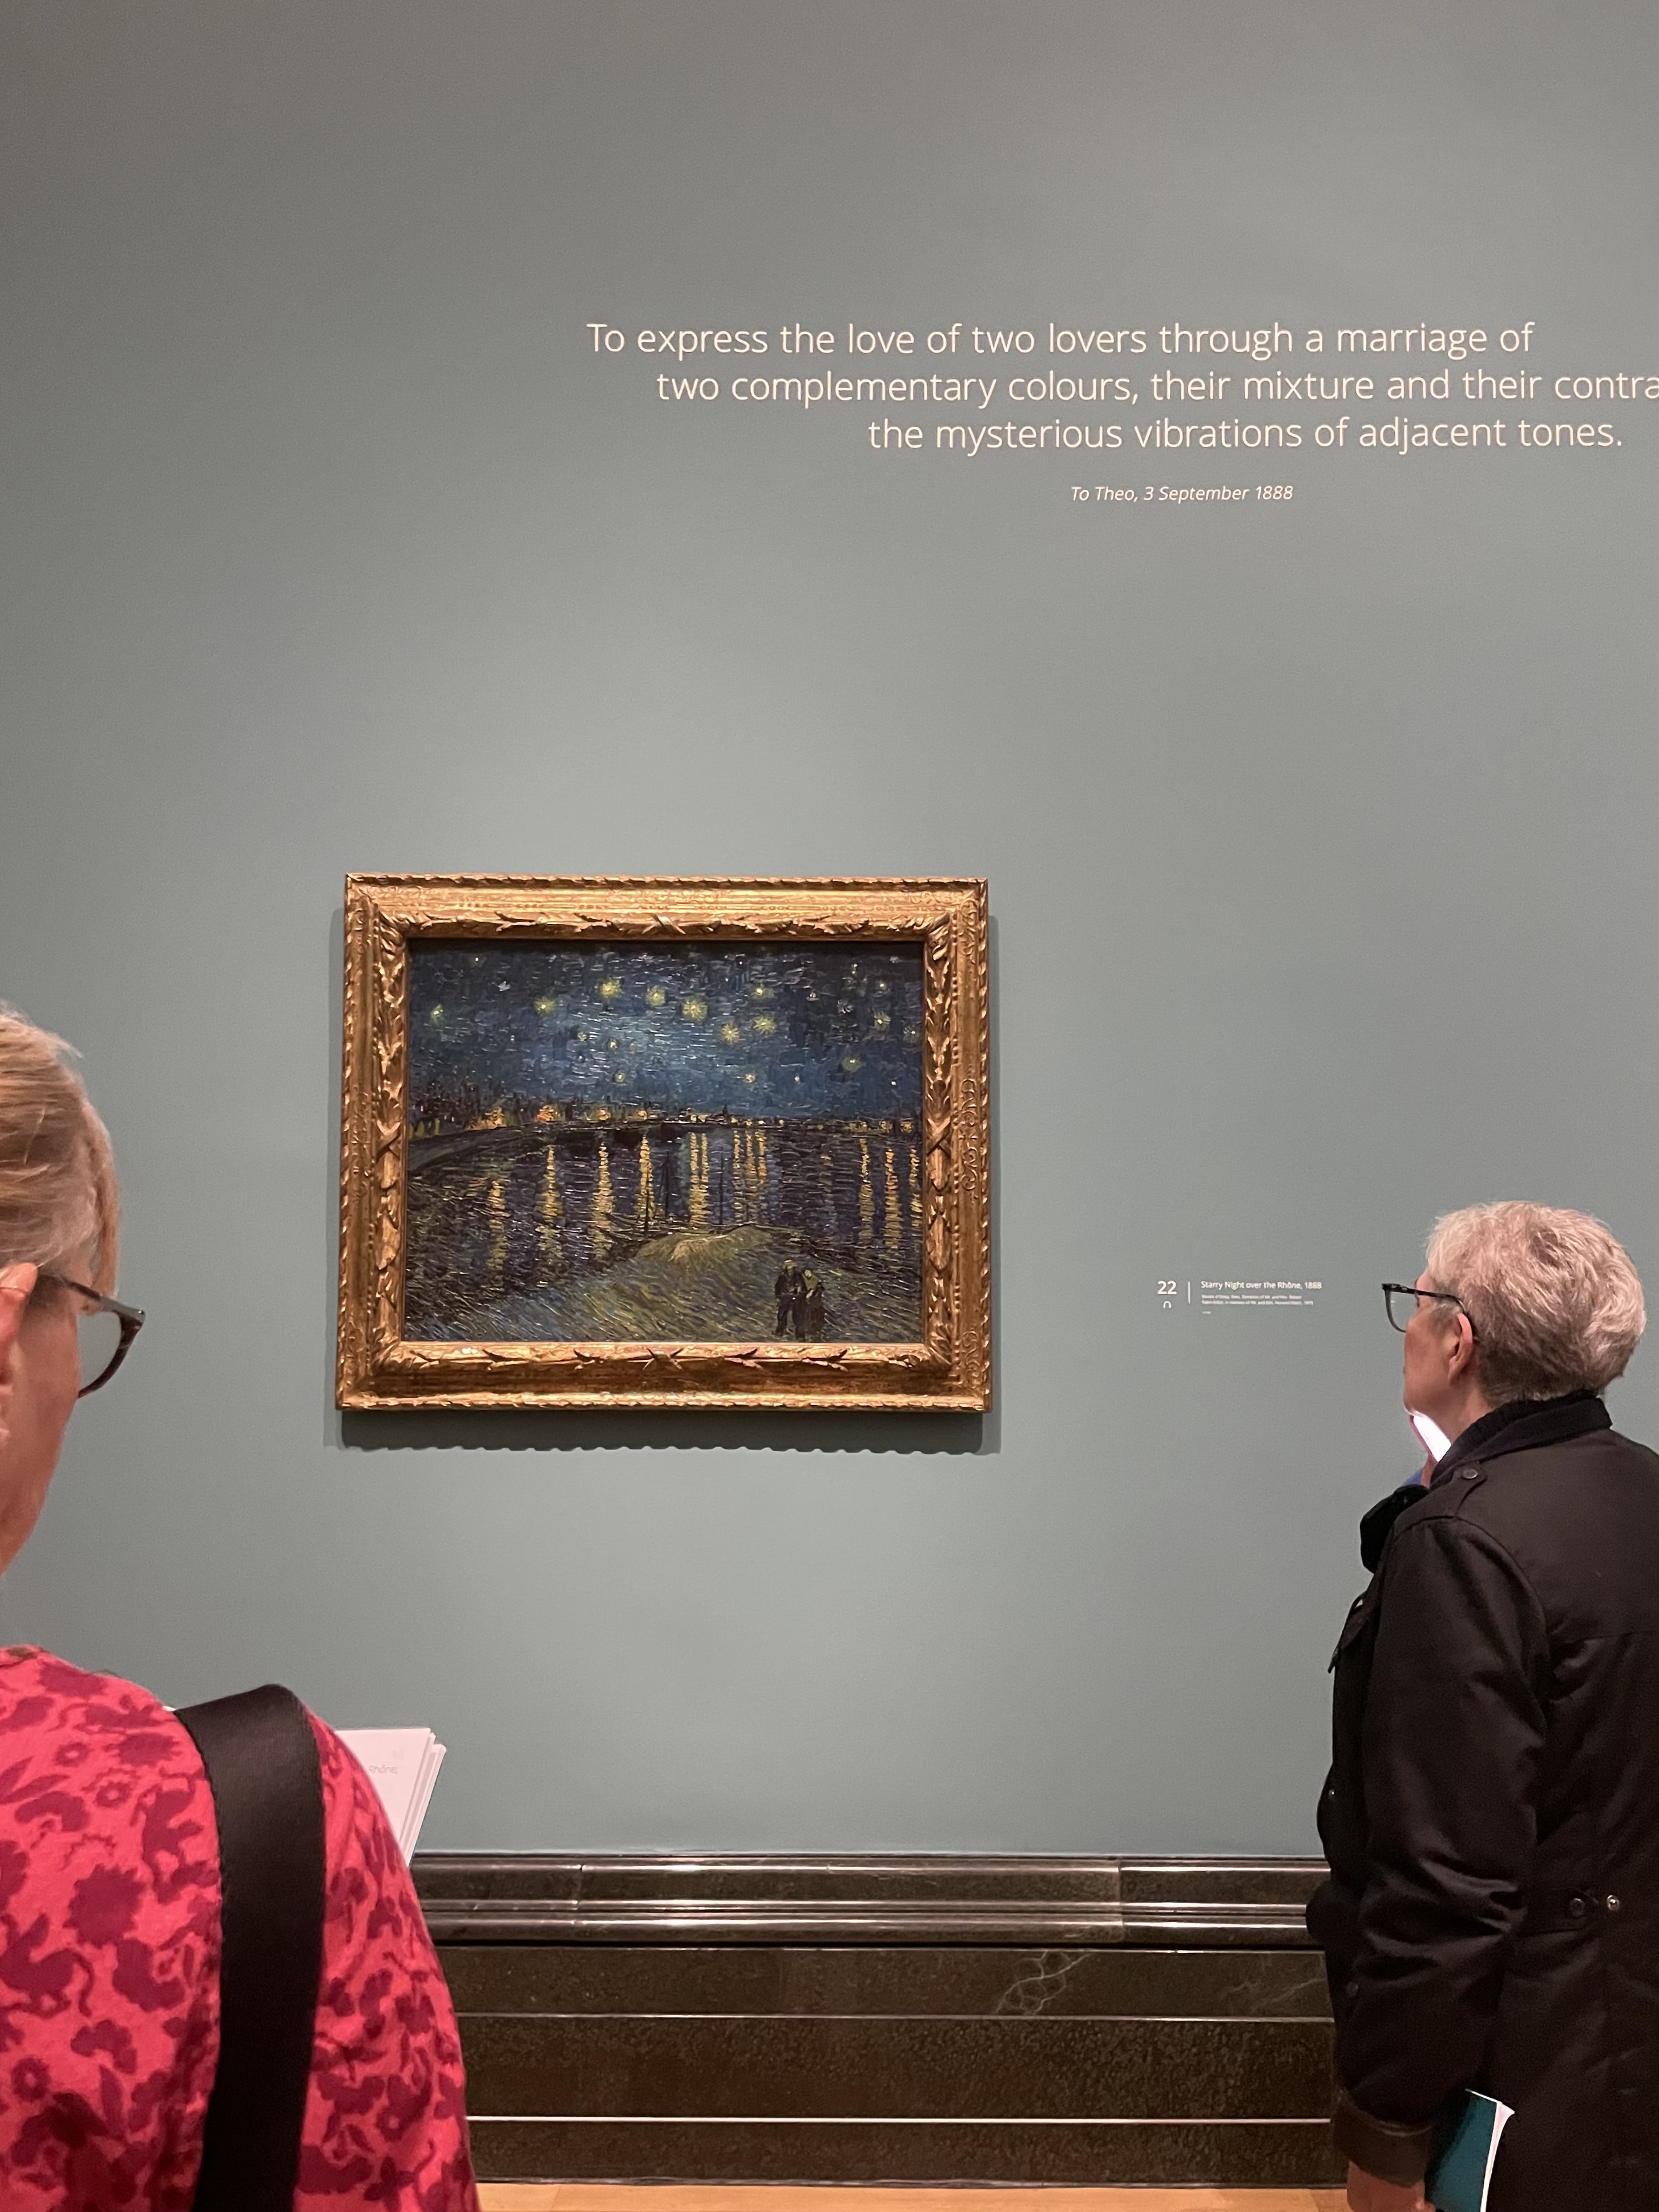 To express the love of two lovers through a marriage of
two complementary colours, their mixture and their contra
the mysterious vibrations of adjacent tones.
To Theo, 3 September 1888
22
Starry Night over the Rhône, 1888
Rhône